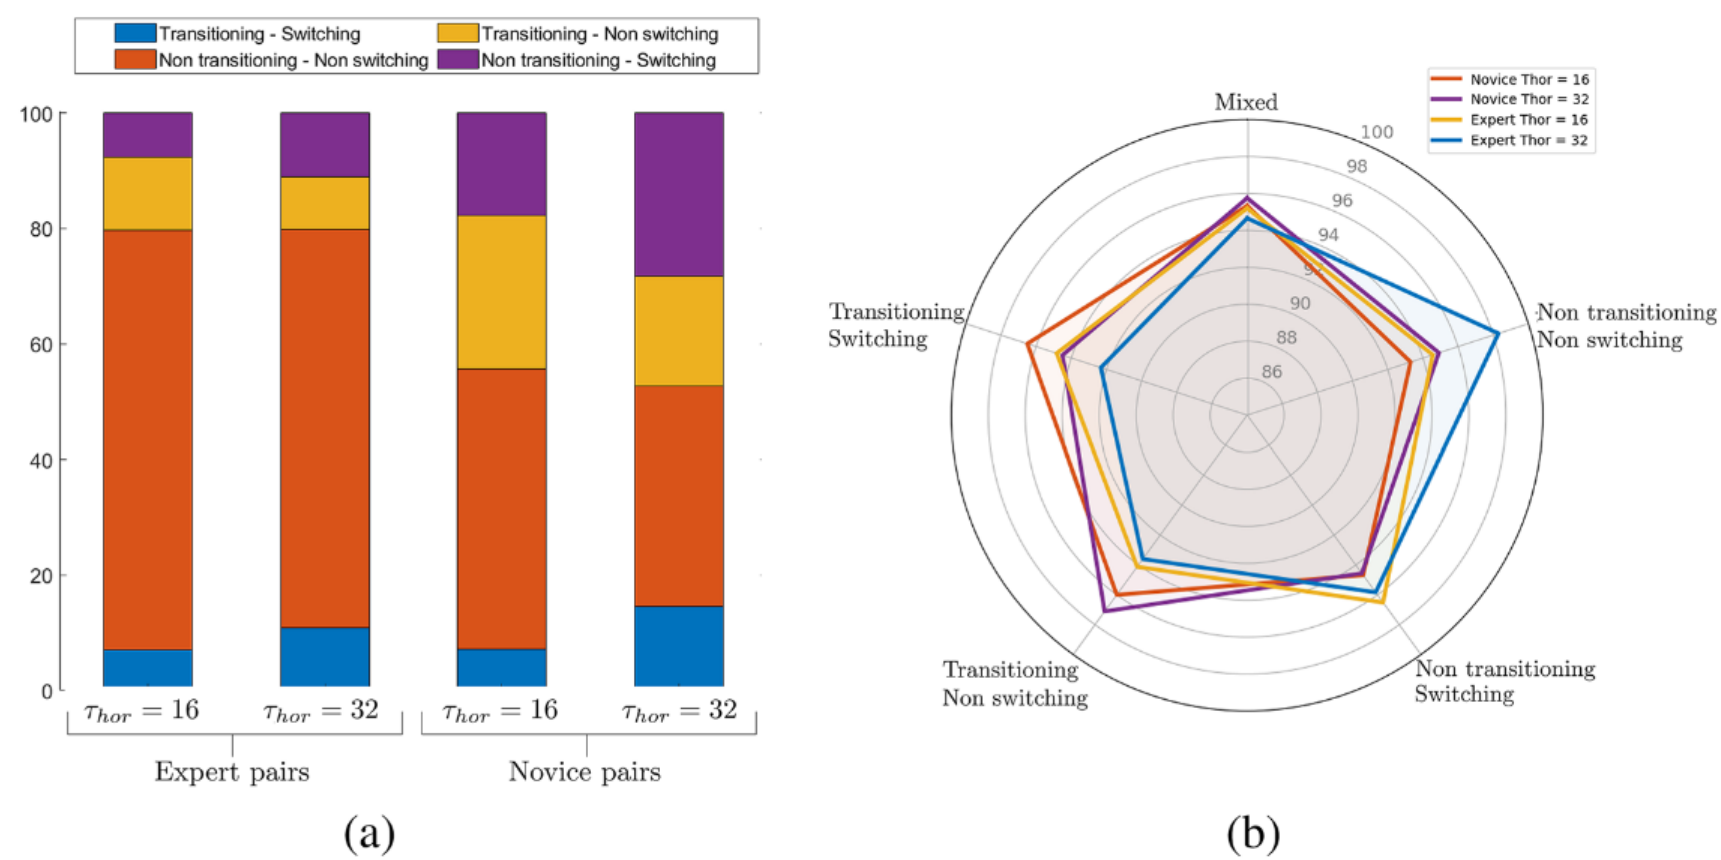 Transitioning - Switching
Transitioning - Non switching
Non transitioning - Non switching
Non transitioning - Switching
100
80
60
40
20
0
τhor = 16
τhor = 32
τhor = 16
τhor = 32
Expert pairs
Novice pairs
(a)
Novice Thor = 16
Novice Thor = 32
Expert Thor = 16
Expert Thor = 32
Mixed
100
98
96
94
90
88
86
Transitioning
Switching
Non transitioning
Non switching
Transitioning
Non switching
Non transitioning
Switching
(b)